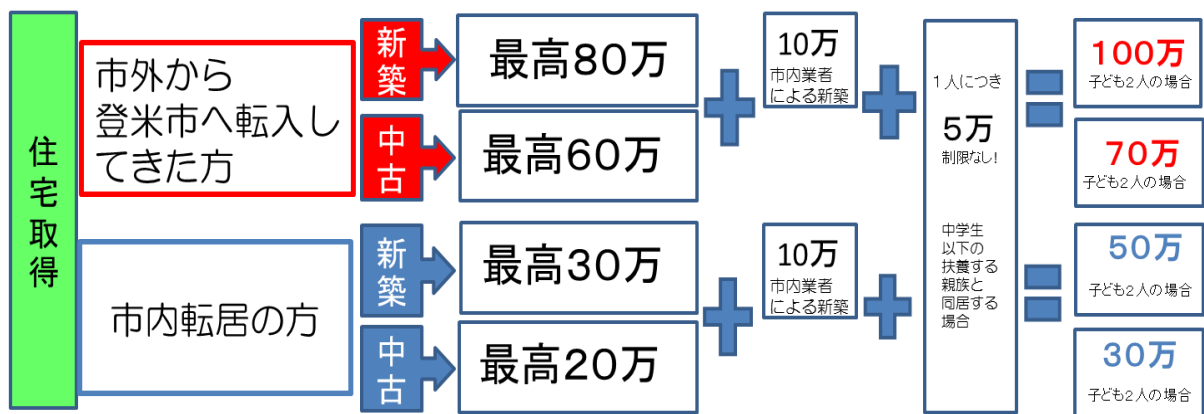 住宅取得
市外から
登米市へ転入し
てきた方
新築
最高80万
中古
最高60万
10万
市内業者
による新築
市内転居の方
新築
最高30万
中古
最高20万
10万
市内業者
による新築
１人につき
5万
制限なし！
中学生
以下の
扶養する
親族と
同居する
場合
100万
子ども2人の場合
70万
子ども2人の場合
50万
子ども2人の場合
30万
子ども2人の場合